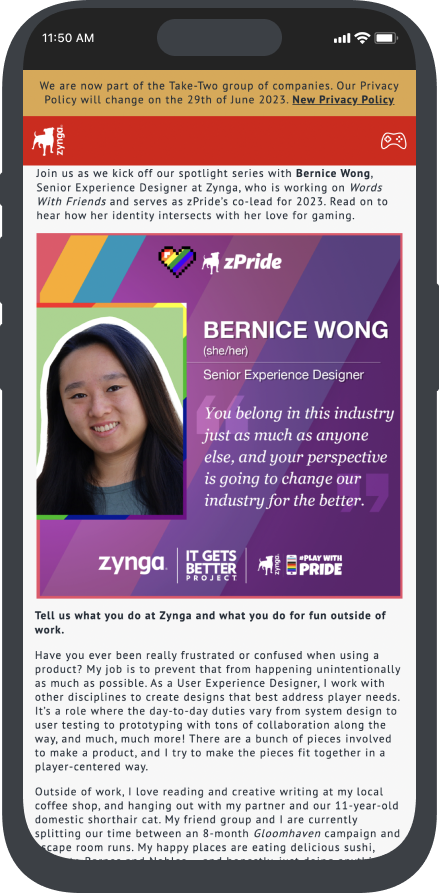 11:50 AM
We are now part of the Take-Two group of companies. Our Privacy
Policy will change on the 29th of June 2023. New Privacy Policy
zynga
Join us as we kick off our spotlight series with Bernice Wong,
Senior Experience Designer at Zynga, who is working on Words
With Friends and serves as zPride's co-lead for 2023. Read on to
hear how her identity intersects with her love for gaming.
zPride
BERNICE WONG
(she/her)
Senior Experience Designer
You belong in this industry
just as much as anyone
else, and your perspective
is going to change our
industry for the better.
zynga
IT GETS
BETTER
PROJECT
zynga
#PLAY WITH
PRIDE
Tell us what you do at Zynga and what you do for fun outside of
work.
Have you ever been really frustrated or confused when using a
product? My job is to prevent that from happening unintentionally
as much as possible. As a User Experience Designer, I work with
other disciplines to create designs that best address player needs.
It's a role where the day-to-day duties vary from system design to
user testing to prototyping with tons of collaboration along the
way, and much, much more! There are a bunch of pieces involved
to make a product, and I try to make the pieces fit together in a
player-centered way.
Outside of work, I love reading and creative writing at my local
coffee shop, and hanging out with my partner and our 11-year-old
domestic shorthair cat. My friend group and I are currently
splitting our time between an 8-month Gloomhaven campaign and
escape room runs. My happy places are eating delicious sushi,